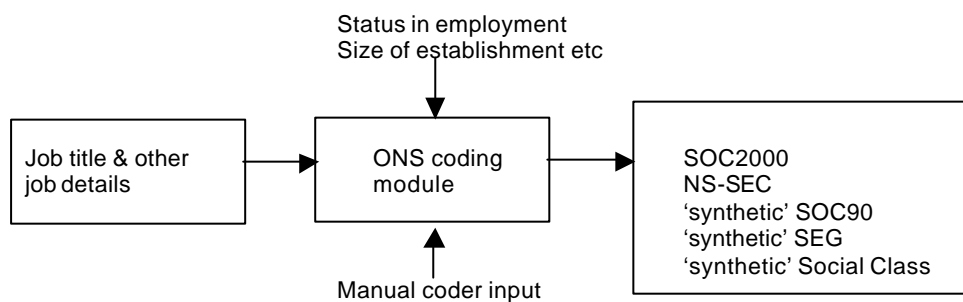 Status in employment
Size of establishment etc
Job title & other
job details
ONS coding
module
SOC2000
NS-SEC
‘synthetic’ SOC90
‘synthetic’ SEG
‘synthetic’ Social Class
Manual coder input